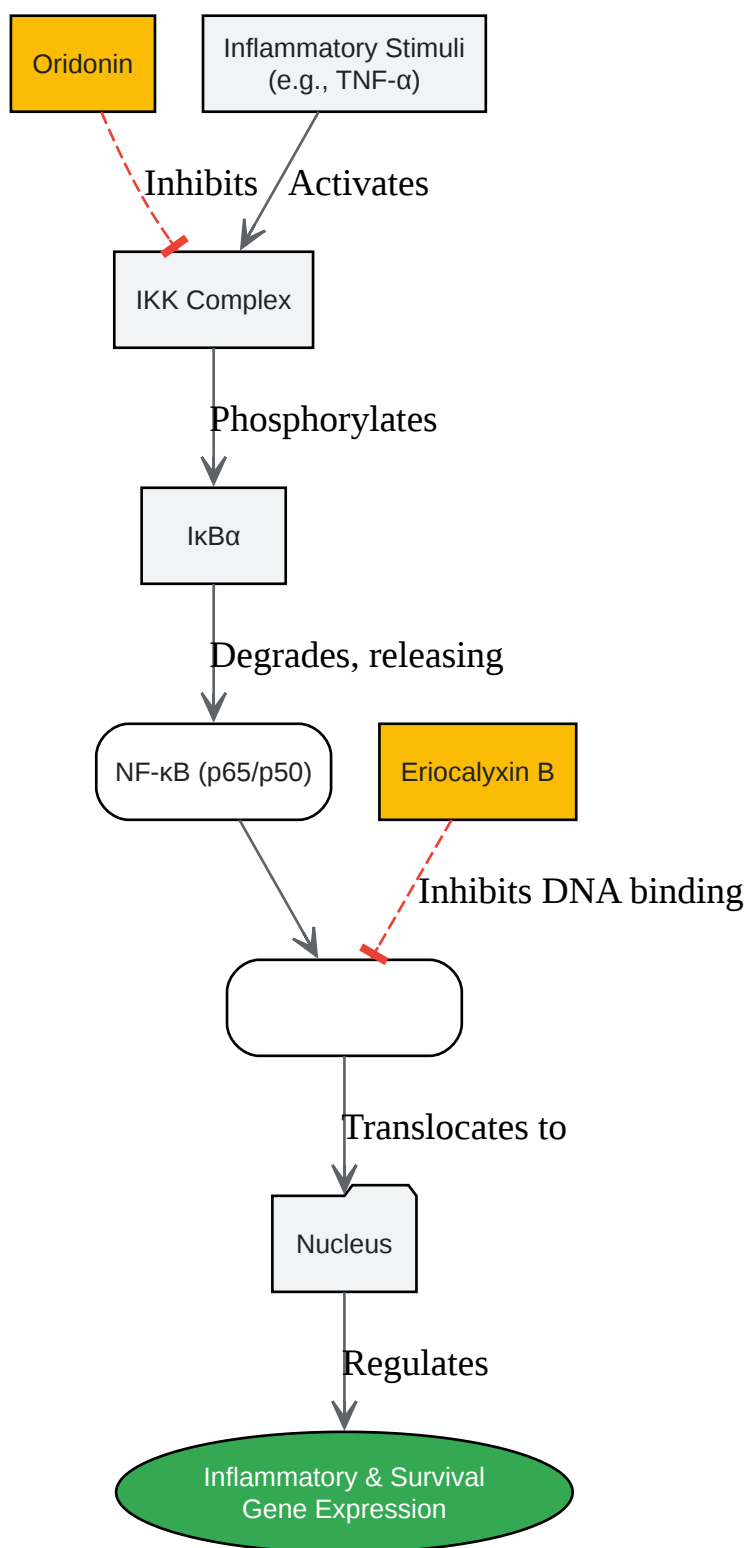 Oridonin
Inflammatory Stimuli
(e.g., TNF-α)
Inhibits
Activates
IKK Complex
Phosphorylates
IκBα
Degrades, releasing
NF-κB (p65/p50)
Eriocalyxin B
Inhibits DNA binding
Translocates to
Nucleus
Regulates
Inflammatory & Survival
Gene Expression